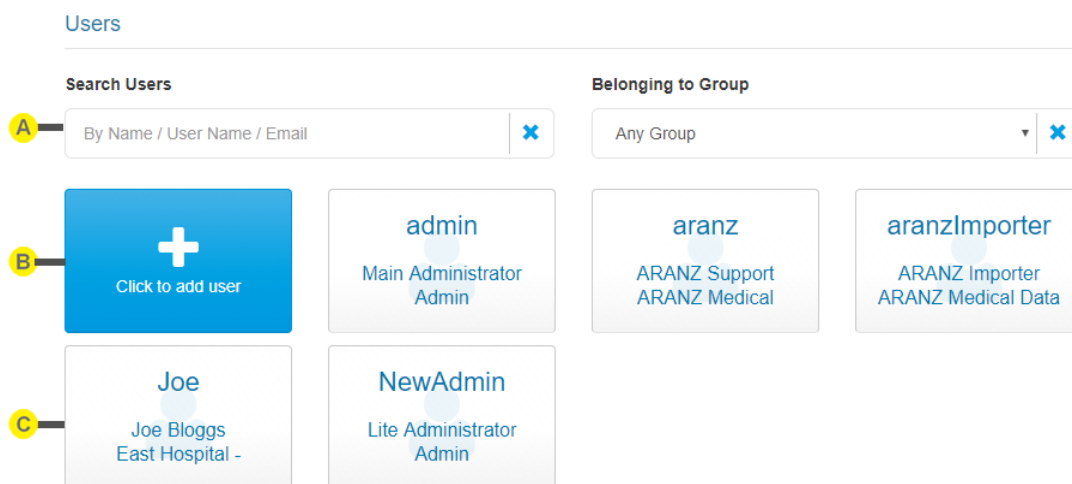 Users
Search Users
Belonging to Group
A
By Name / User Name / Email
Any Group
B
Click to add user
admin
Main Administrator
Admin
aranz
ARANZ Support
ARANZ Medical
aranzImporter
ARANZ Importer
ARANZ Medical Data
C
Joe
Joe Bloggs
East Hospital -
NewAdmin
Lite Administrator
Admin